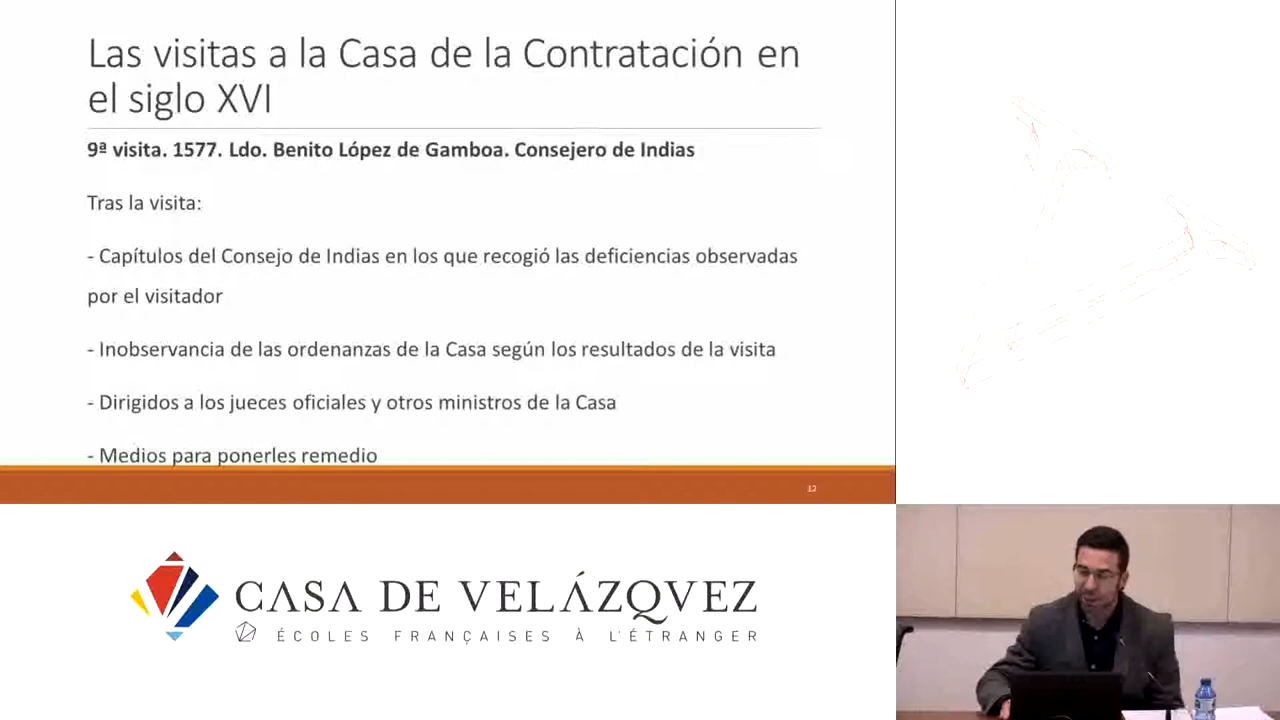 Las visitas a la Casa de la Contratación en
el siglo XVI
9ª visita. 1577. Ldo. Benito López de Gamboa. Consejero de Indias
Tras la visita:
- Capítulos del Consejo de Indias en los que recogió las deficiencias observadas
por el visitador
- Inobservancia de las ordenanzas de la Casa según los resultados de la visita
- Dirigidos a los jueces oficiales y otros ministros de la Casa
- Medios para ponerles remedio
12
CASA DE VELÁZQVEZ
ÉCOLES FRANÇAISES À L'ÉTRANGER